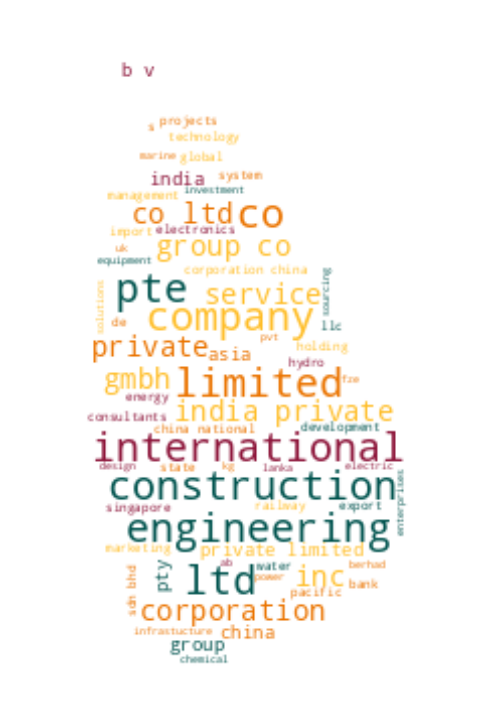 b v
s projects
technology
marine global
india system
management investment
co ltd co
import electronics
uk group co
equipment
corporation china
solutions pte service sourcing
company
de llc
pvt
private asia holding
hydro
gmbh limited fze
energy
consultants india private
china national development
international
design state kg lanka electric
construction enterprises
singapore railway export
engineering
marketing private limited
sdn bhd pty ltd ab water inc berhad
power bank
pacific
corporation
infrastucture china
group
chemical